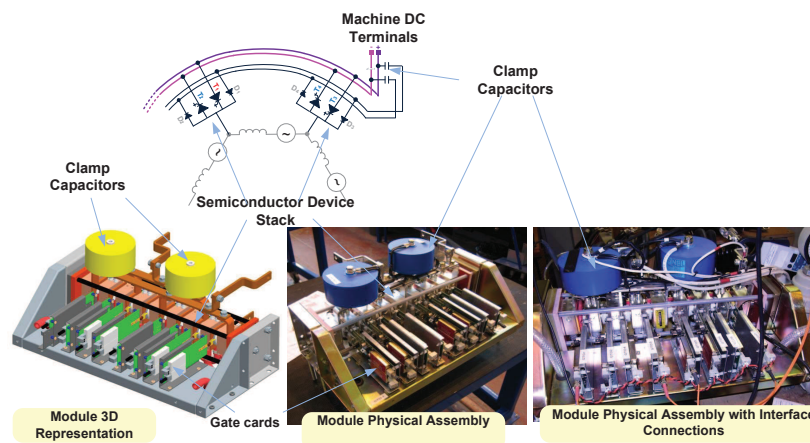 Machine DC
Terminals
- +
Clamp
Capacitors
Clamp
Capacitors
Semiconductor Device
Stack
Gate cards
Module 3D
Representation
Module Physical Assembly
Module Physical Assembly with Interface
Connections